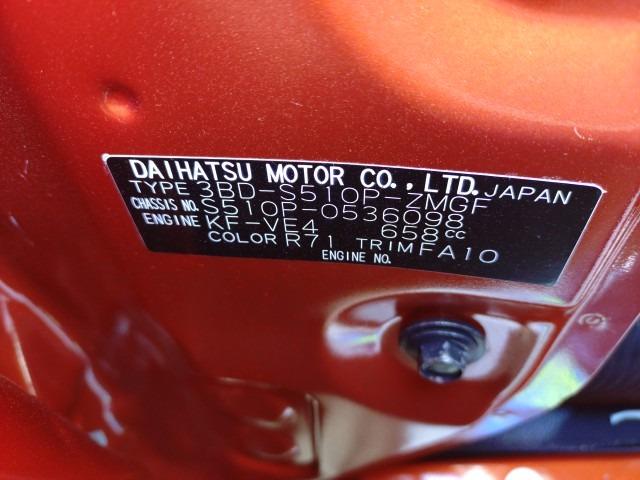 DAIHATSU MOTOR CO., LTD. JAPAN
TYPE 3BD-S510P-ZMGF
CHASSIS NO. S510P-0536098
ENGINE KF-VE4 658cc
COLOR R71 TRIM FA10
ENGINE NO.